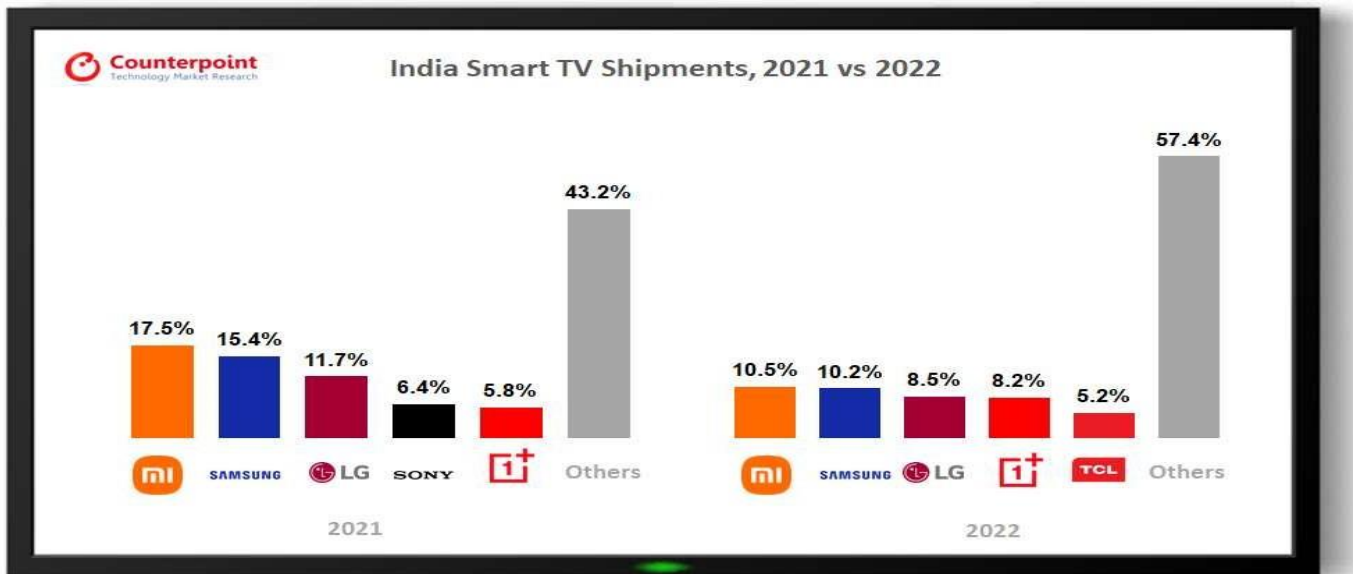 Counterpoint
Technology Market Research
India Smart TV Shipments, 2021 vs 2022
17.5%
15.4%
11.7%
6.4%
5.8%
43.2%
mi
SAMSUNG
LG LG
SONY
1+
Others
2021
10.5%
10.2%
8.5%
8.2%
5.2%
57.4%
mi
SAMSUNG
LG LG
1+
TCL
Others
2022